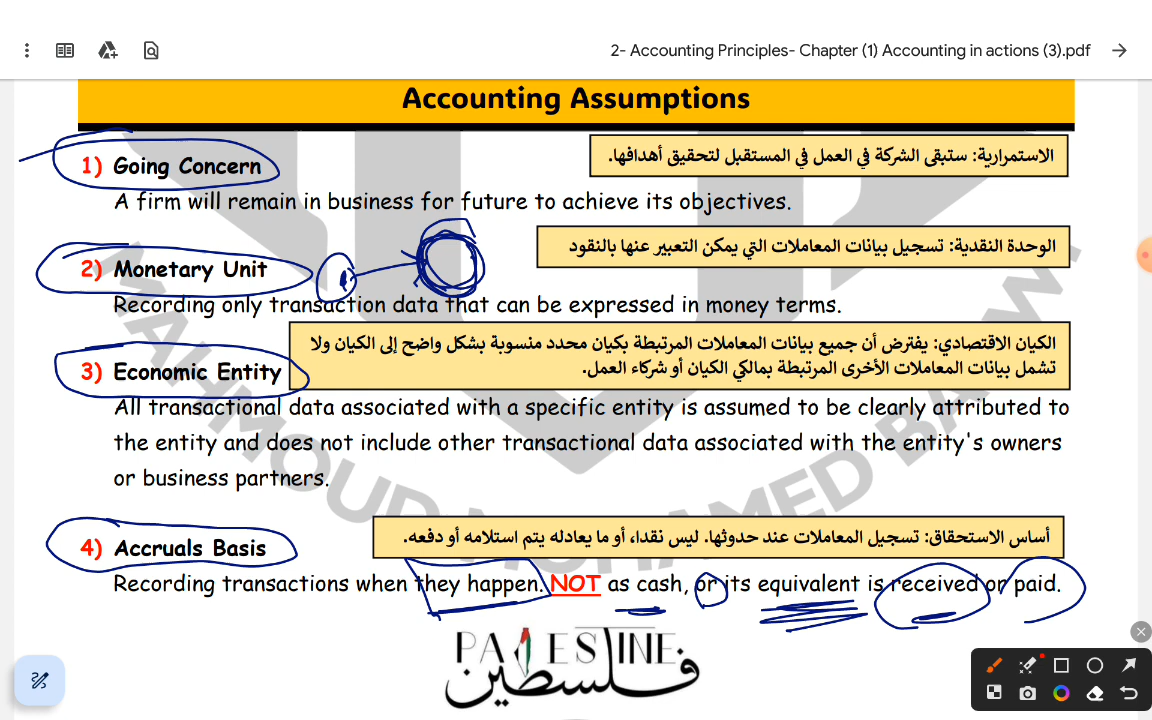 2- Accounting Principles- Chapter (1) Accounting in actions (3).pdf
Accounting Assumptions
1) Going Concern
الاستمرارية: ستبقى الشركة في العمل في المستقبل لتحقيق أهدافها.
A firm will remain in business for future to achieve its objectives.
2) Monetary Unit
الوحدة النقدية: تسجيل بيانات المعاملات التي يمكن التعبير عنها بالنقود
Recording only transaction data that can be expressed in money terms.
3) Economic Entity
الكيان الاقتصادي: يفترض أن جميع بيانات المعاملات المرتبطة بكيان محدد منسوبة بشكل واضح إلى الكيان ولا
تشمل بيانات المعاملات الأخرى المرتبطة بمالكي الكيان أو شركاء العمل.
All transactional data associated with a specific entity is assumed to be clearly attributed to
the entity and does not include other transactional data associated with the entity's owners
or business partners.
4) Accruals Basis
أساس الاستحقاق: تسجيل المعاملات عند حدوثها. ليس نقدا، أو ما يعادله يتم استلامه أو دفعه.
Recording transactions when they happen. NOT as cash, or its equivalent is received or paid.
PALESTINE
فلسطين